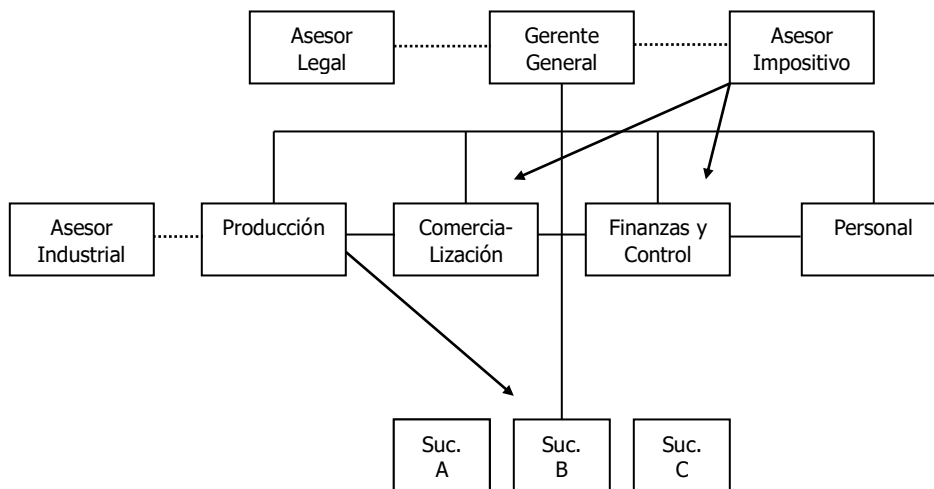 Asesor
Legal
Gerente
General
Asesor
Impositivo
Asesor
Industrial
Producción
Comercia-
Lización
Finanzas y
Control
Personal
Suc.
A
Suc.
B
Suc.
C